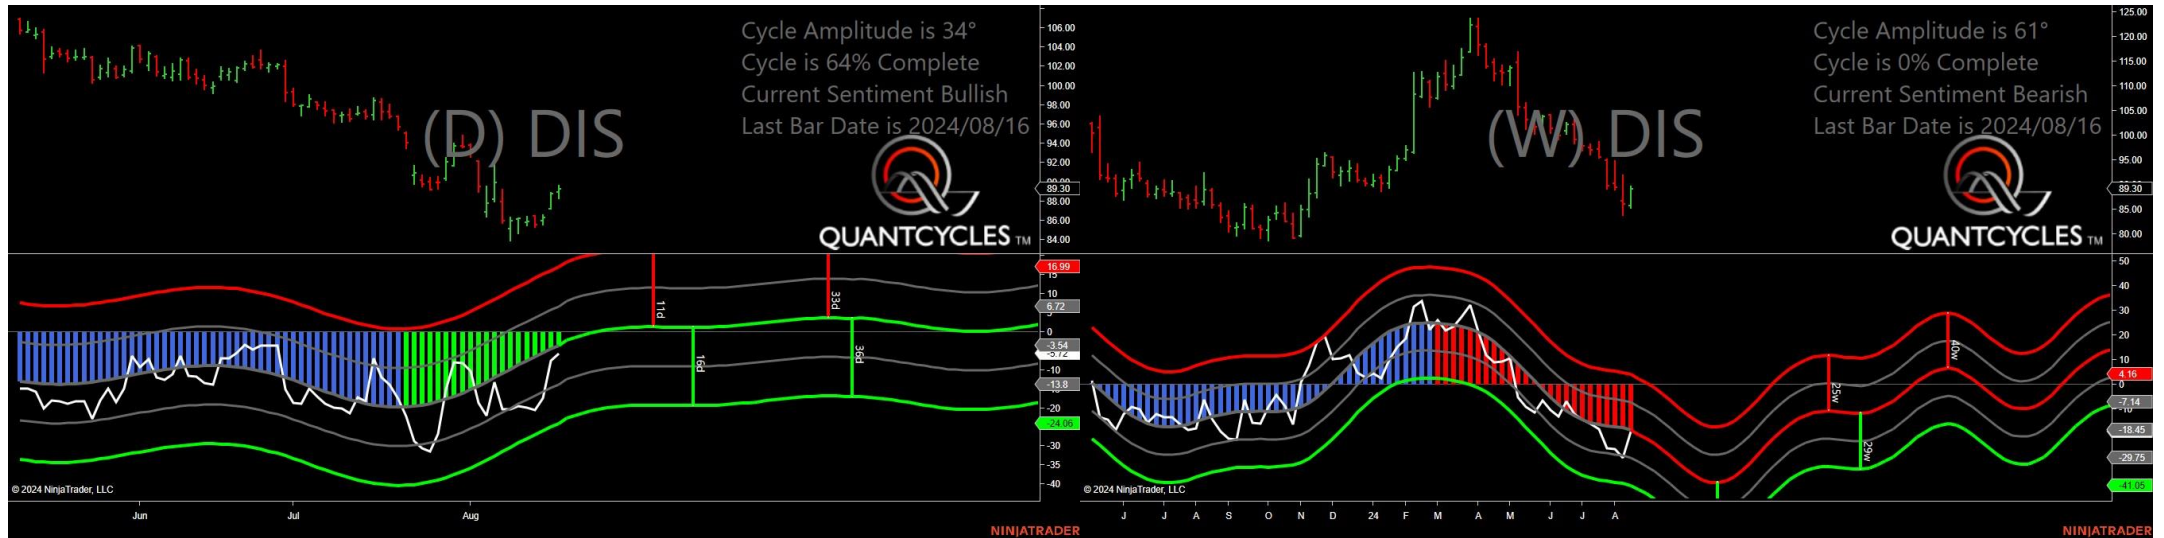 Cycle Amplitude is 34°
Cycle is 64% Complete
Current Sentiment Bullish
Last Bar Date is 2024/08/16
(D) DIS
QUANTCYCLES TM
106.00
104.00
102.00
100.00
98.00
96.00
94.00
92.00
89.30
88.00
86.00
84.00
16.99
15
10
6.72
0
-3.54
-5.72
-10
-13.8
-20
-24.06
-30
-35
-40
11d
16d
33d
36d
© 2024 NinjaTrader, LLC
Jun
Jul
Aug
NINJATRADER
Cycle Amplitude is 61°
Cycle is 0% Complete
Current Sentiment Bearish
Last Bar Date is 2024/08/16
(W) DIS
QUANTCYCLES TM
125.00
120.00
115.00
110.00
105.00
100.00
95.00
89.30
85.00
80.00
50
40
30
20
10
4.16
0
-7.14
-10
-18.45
-29.75
-41.05
25w
29w
40w
© 2024 NinjaTrader, LLC
J
J
A
S
O
N
D
24
F
M
A
M
J
J
A
NINJATRADER